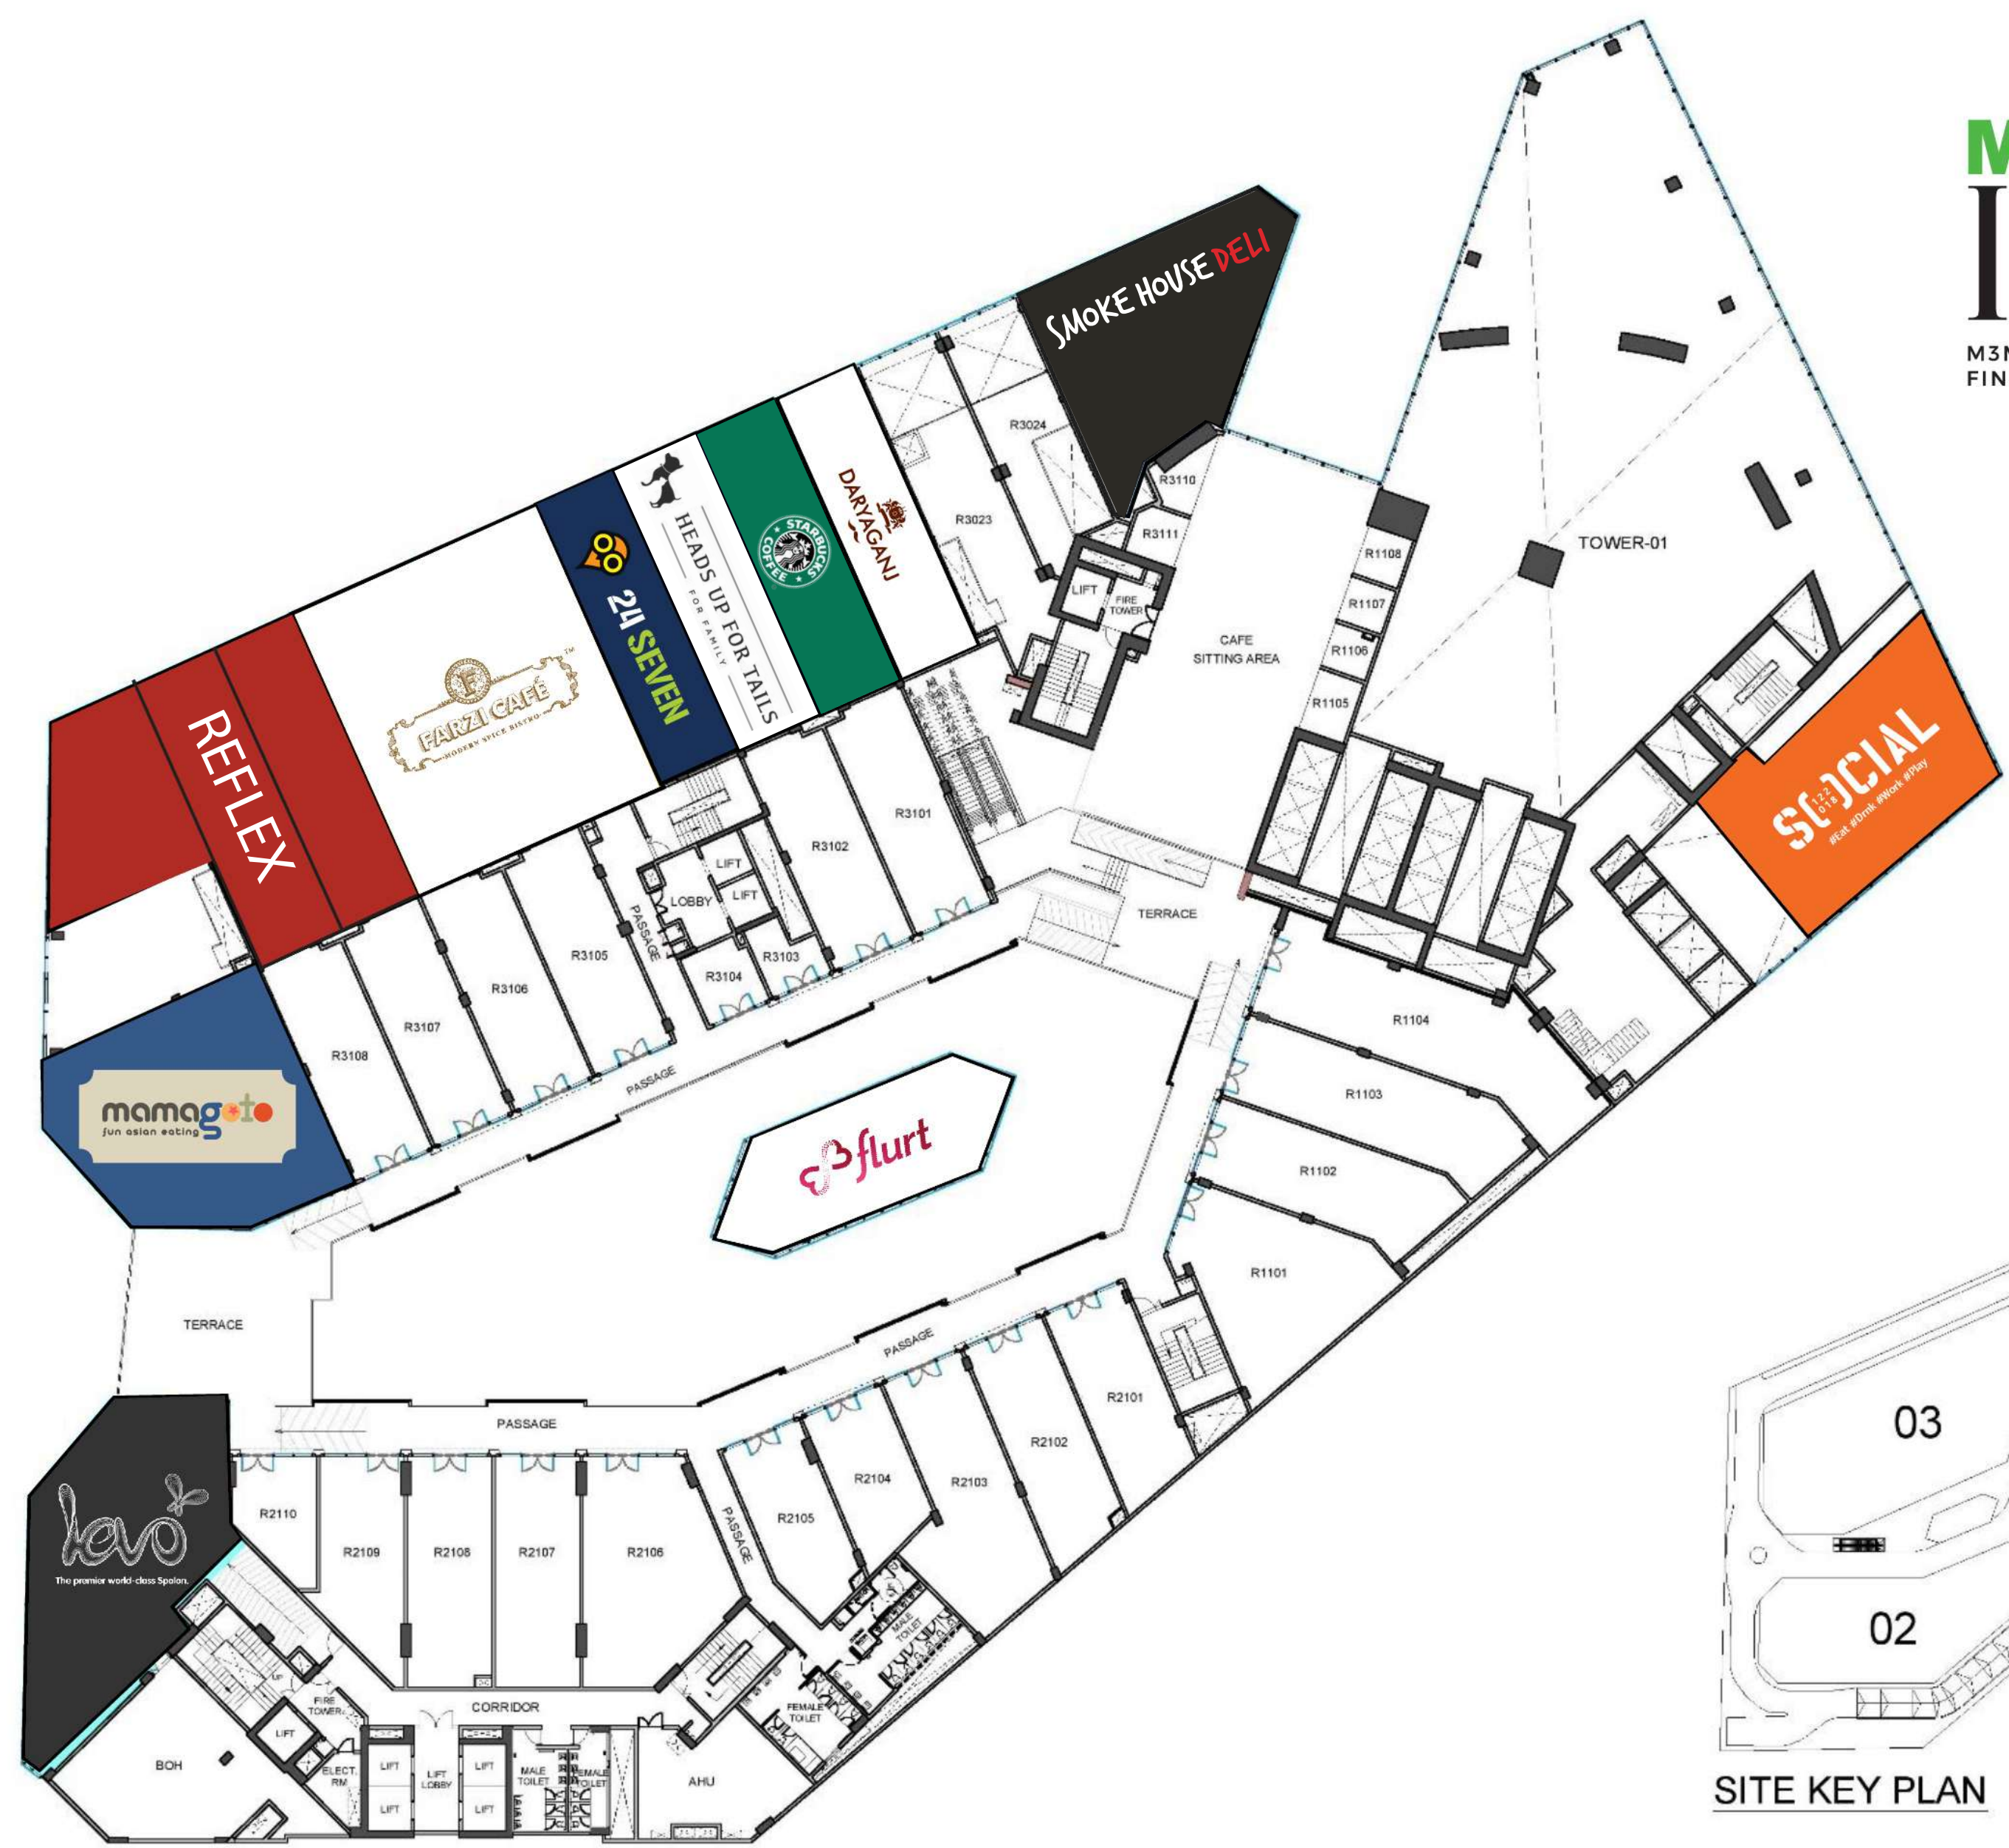 M
I
M3M
FIN
SMOKE HOUSE DELI
R3024
R3023
R3110
R3111
LIFT
FIRE
TOWER
CAFE
SITTING AREA
R1108
R1107
R1106
R1105
TOWER-01
DARYAGANJ
STARBUCKS
COFFEE
HEADS UP FOR TAILS
FOR FAMILY
24 SEVEN
F
FARZI CAFÉ
MODERN SPICE BISTRO
TM
REFLEX
S[122018]CIAL
#Eat #Drnk #Work #Play
R3101
R3102
LIFT
LIFT
LOBBY
PASSAGE
R3103
R3104
R3105
R3106
R3107
R3108
PASSAGE
TERRACE
mamagoto
fun asian eating
flurt
R1104
R1103
R1102
R1101
TERRACE
PASSAGE
PASSAGE
R2101
R2102
R2103
R2104
R2105
PASSAGE
R2106
R2107
R2108
R2109
R2110
levo
The premier world-class Spalon.
MALE
TOILET
FEMALE
TOILET
CORRIDOR
UP
FIRE
TOWER
LIFT
BOH
ELECT.
RM
LIFT
LIFT
LIFT
LOBBY
LIFT
LIFT
MALE
TOILET
FEMALE
TOILET
AHU
03
02
SITE KEY PLAN